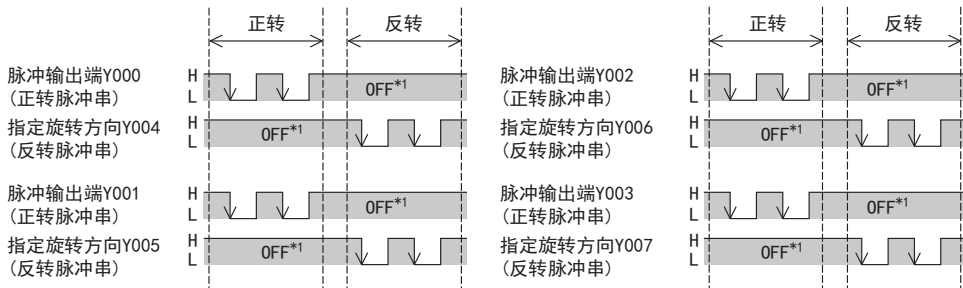 正转 反转
脉冲输出端Y000
(正转脉冲串)
H
L
OFF*1
指定旋转方向Y004
(反转脉冲串)
H
L
OFF*1
脉冲输出端Y001
(正转脉冲串)
H
L
OFF*1
指定旋转方向Y005
(反转脉冲串)
H
L
OFF*1
正转 反转
脉冲输出端Y002
(正转脉冲串)
H
L
OFF*1
指定旋转方向Y006
(反转脉冲串)
H
L
OFF*1
脉冲输出端Y003
(正转脉冲串)
H
L
OFF*1
指定旋转方向Y007
(反转脉冲串)
H
L
OFF*1